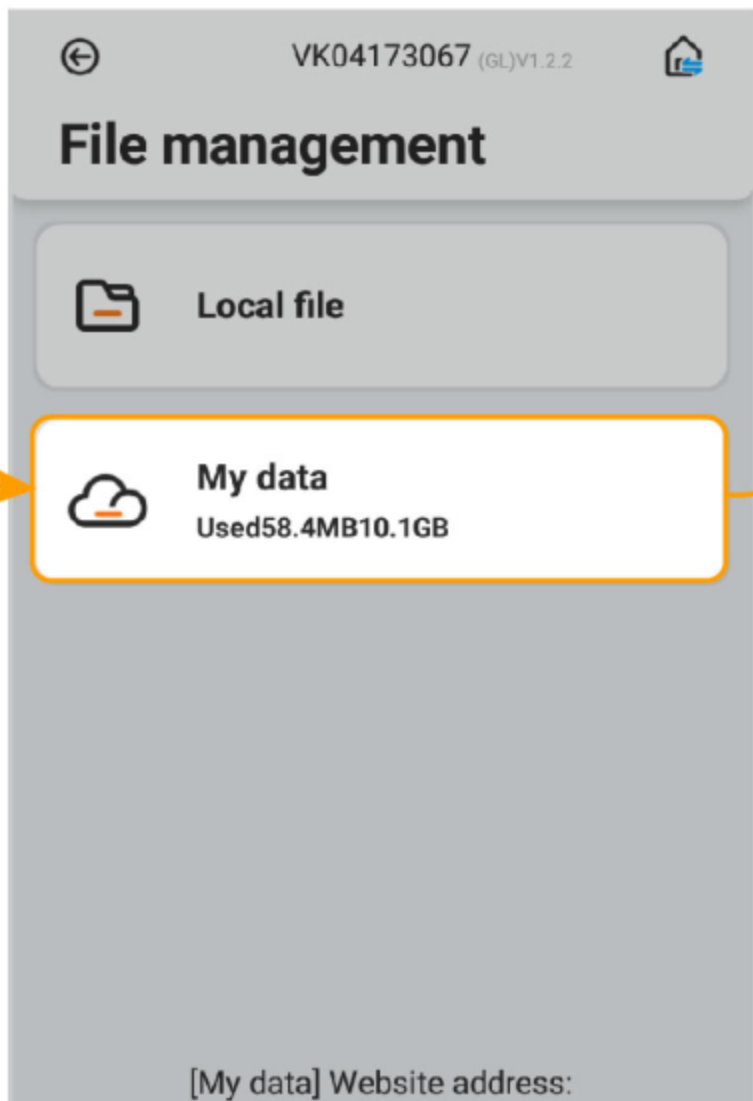 VK04173067 (GL)V1.2.2
File management
Local file
My data
Used58.4MB10.1GB
[My data] Website address: